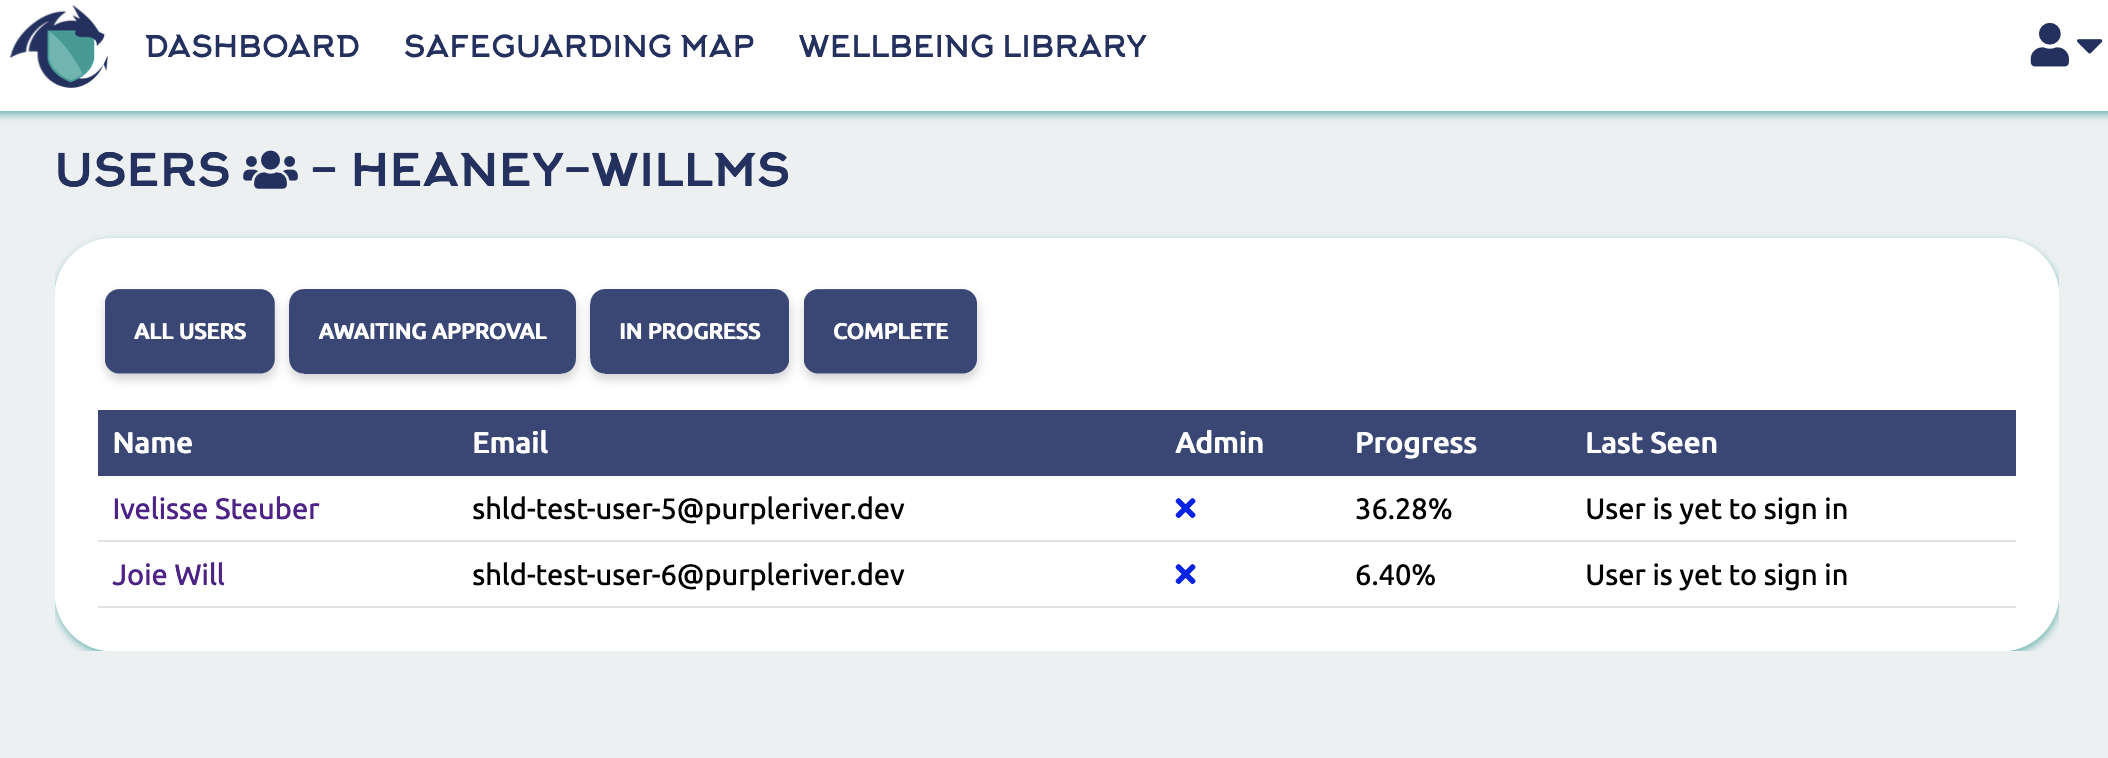 DASHBOARD SAFEGUARDING MAP WELLBEING LIBRARY
USERS - HEANEY-WILLMS
ALL USERS AWAITING APPROVAL IN PROGRESS COMPLETE
Name Email Admin Progress Last Seen
Ivelisse Steuber shld-test-user-5@purpleriver.dev 36.28% User is yet to sign in
Joie Will shld-test-user-6@purpleriver.dev 6.40% User is yet to sign in